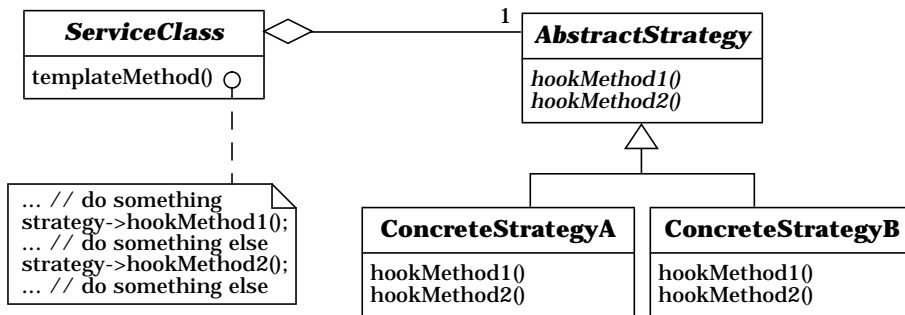 ServiceClass
templateMethod()
1
AbstractStrategy
hookMethod1()
hookMethod2()
... // do something
strategy->hookMethod1();
... // do something else
strategy->hookMethod2();
... // do something else
ConcreteStrategyA
hookMethod1()
hookMethod2()
ConcreteStrategyB
hookMethod1()
hookMethod2()